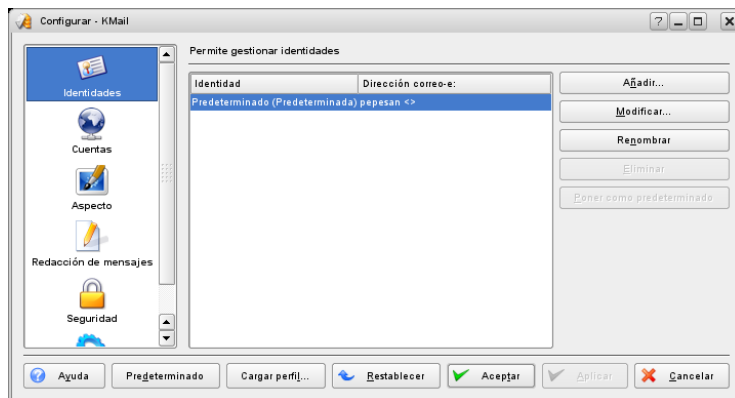 Configurar - KMail
Identidades
Cuentas
Aspecto
Redacción de mensajes
Seguridad
Permite gestionar identidades
Identidad Dirección correo-e:
Predeterminado (Predeterminada) pepesan <>
Añadir...
Modificar...
Renombrar
Eliminar
Poner como predeterminado
Ayuda Predeterminado Cargar perfil... Restablecer Aceptar Aplicar Cancelar